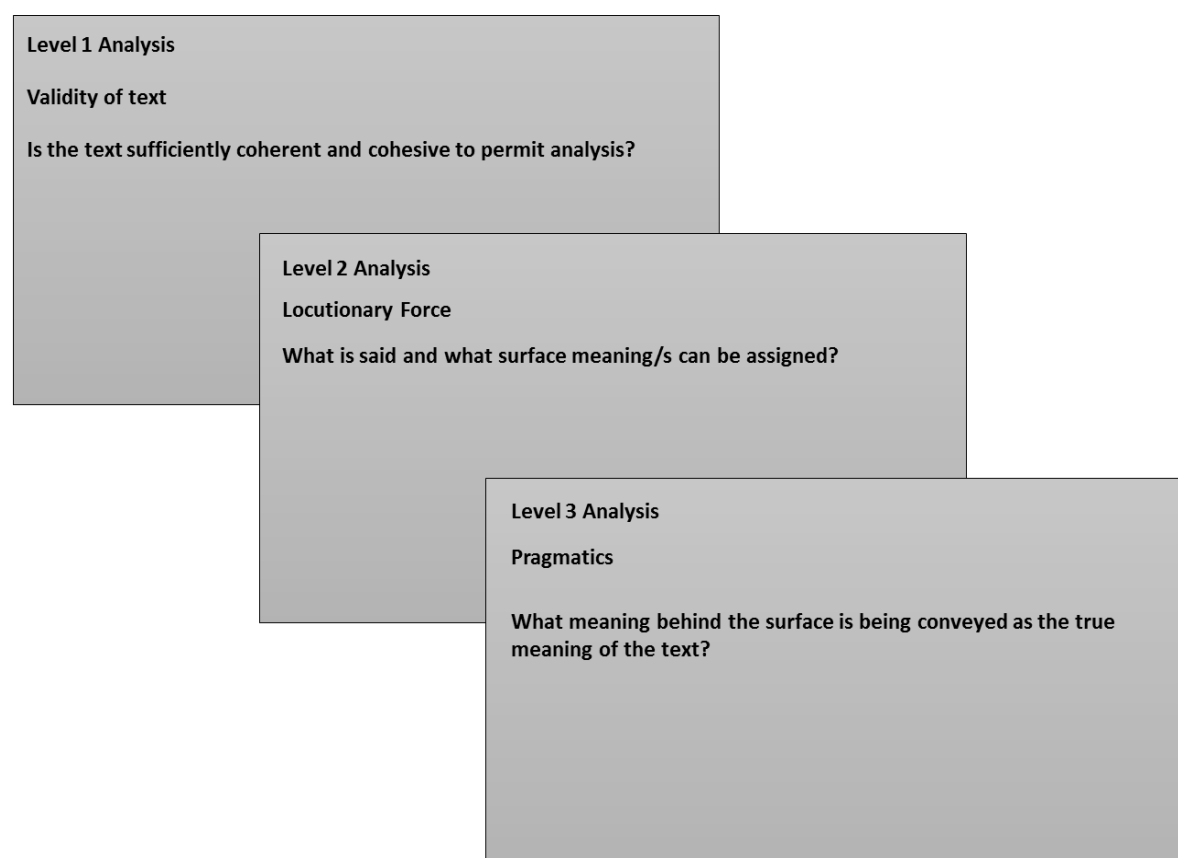 Level 1 Analysis
Validity of text
Is the text sufficiently coherent and cohesive to permit analysis?
Level 2 Analysis
Locutionary Force
What is said and what surface meaning/s can be assigned?
Level 3 Analysis
Pragmatics
What meaning behind the surface is being conveyed as the true
meaning of the text?